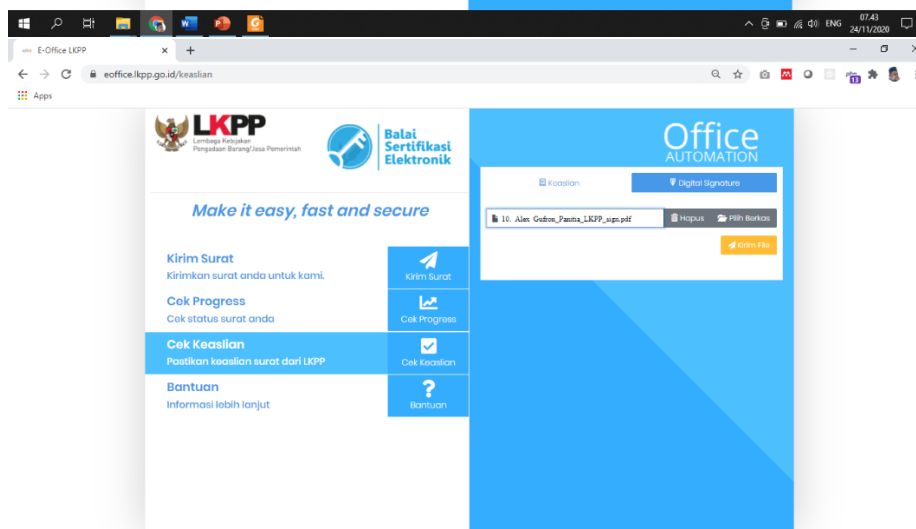 ENG
07.43
24/11/2020
E-Office LKPP
eoffice.lkpp.go.id/keaslian
13
Apps
LKPP
Lembaga Kebijakan
Pengadaan Barang/Jasa Pemerintah
Balai
Sertifikasi
Elektronik
Make it easy, fast and secure
Kirim Surat
Kirimkan surat anda untuk kami.
Kirim Surat
Cek Progress
Cek status surat anda
Cek Progress
Cek Keaslian
Pastikan keaslian surat dari LKPP
Cek Keaslian
Bantuan
Informasi lebih lanjut
Bantuan
Office
AUTOMATION
Keaslian
Digital Signature
10. Alex Gufron_Panitia_LKPP_sign.pdf
Hapus
Pilih Berkas
Kirim File